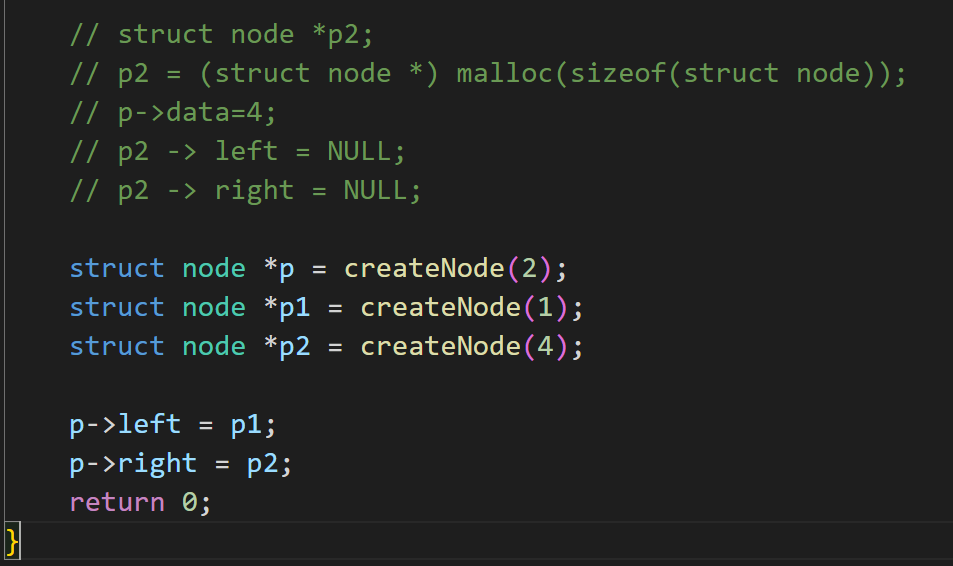 // struct node *p2;
// p2 = (struct node *) malloc(sizeof(struct node));
// p->data=4;
// p2 -> left = NULL;
// p2 -> right = NULL;
struct node *p = createNode(2);
struct node *p1 = createNode(1);
struct node *p2 = createNode(4);
p->left = p1;
p->right = p2;
return 0;
}